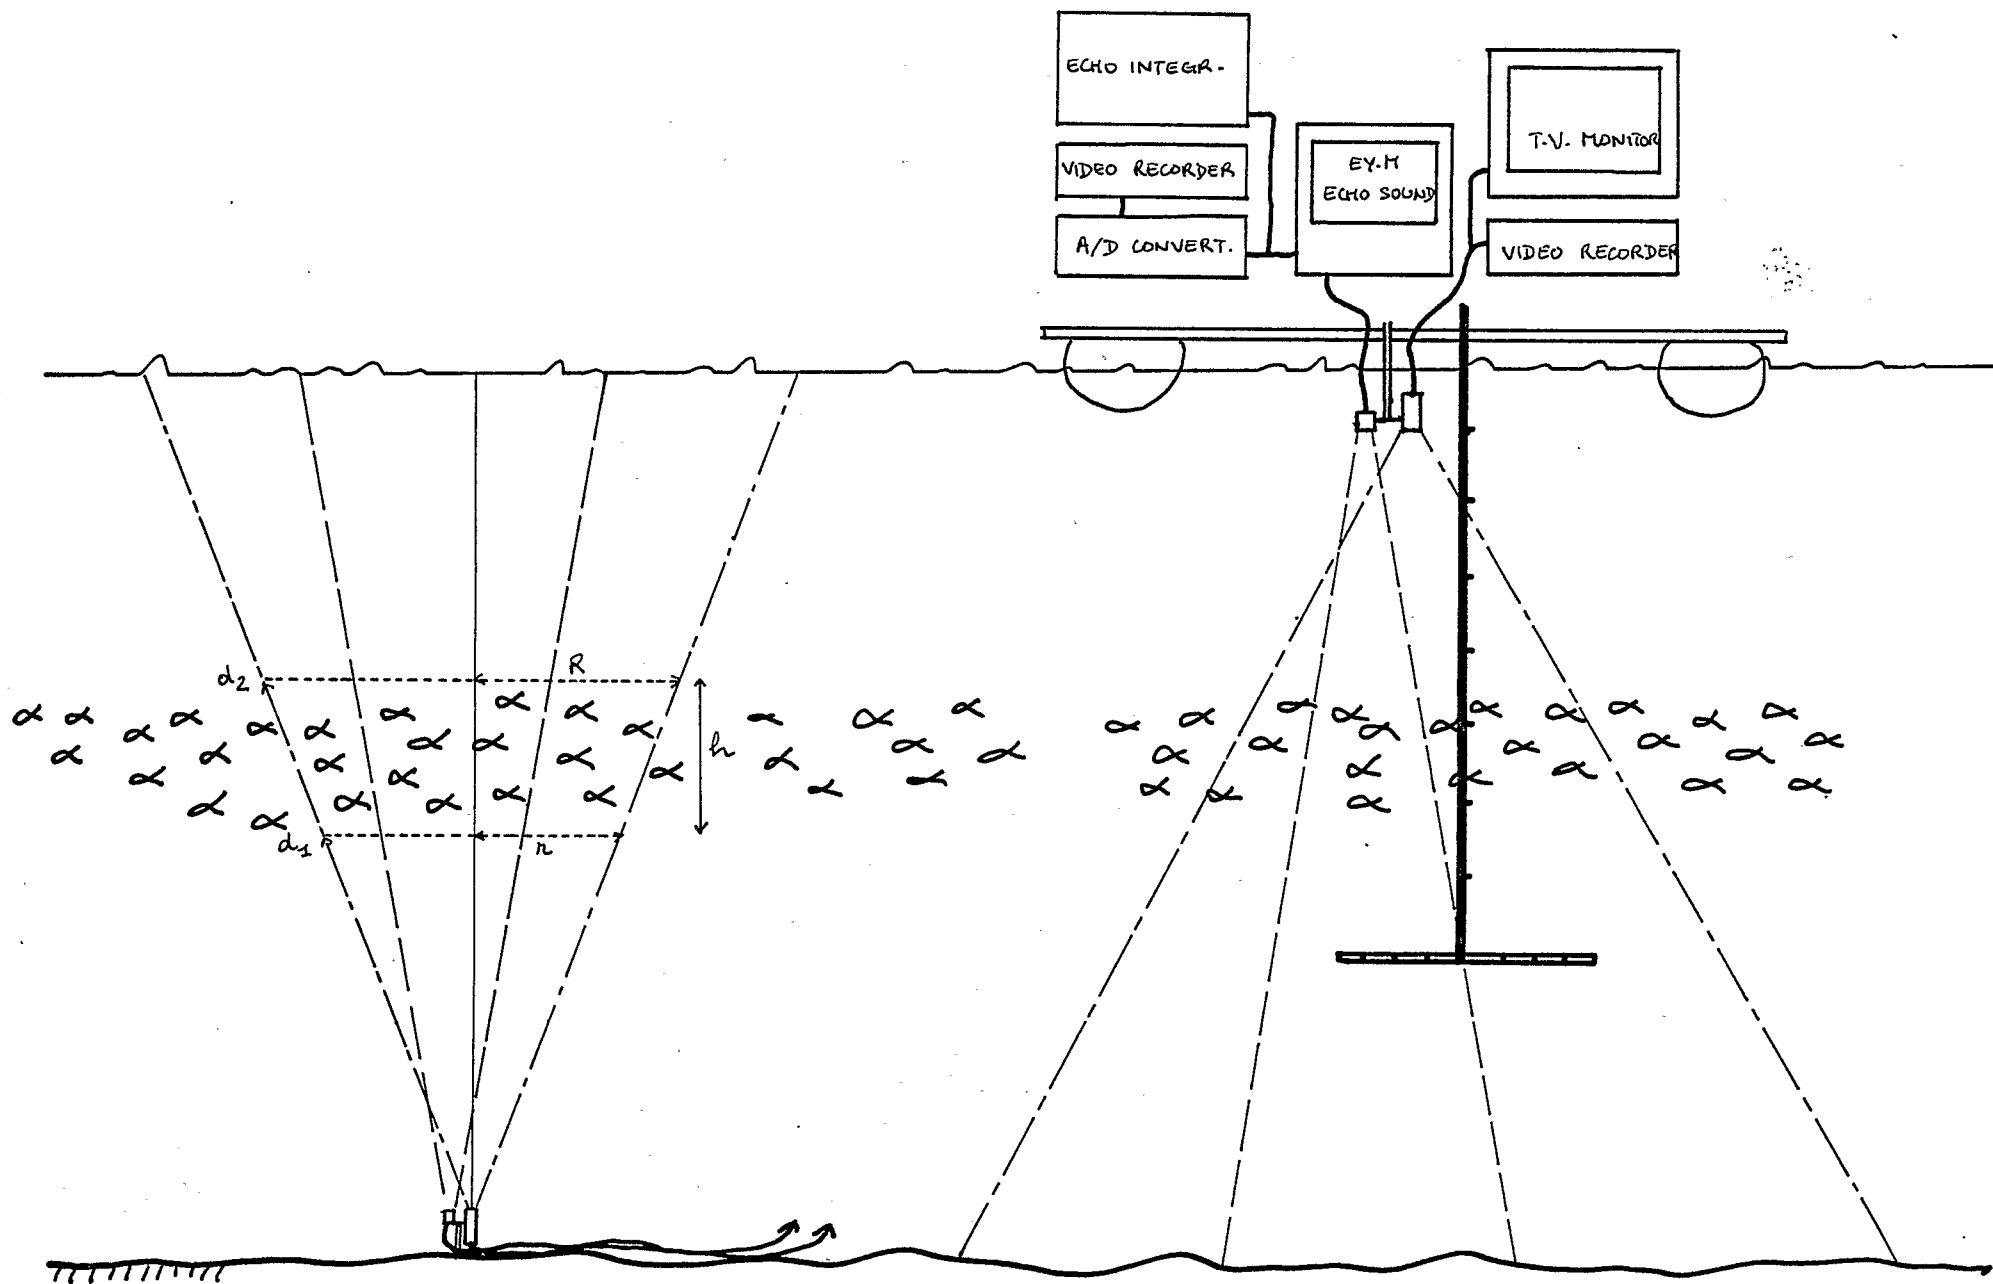 ECHO INTEGR.
VIDEO RECORDER
A/D CONVERT.
EY.M
ECHO SOUND
T.V. MONITOR
VIDEO RECORDER
d2
R
h
d1
r